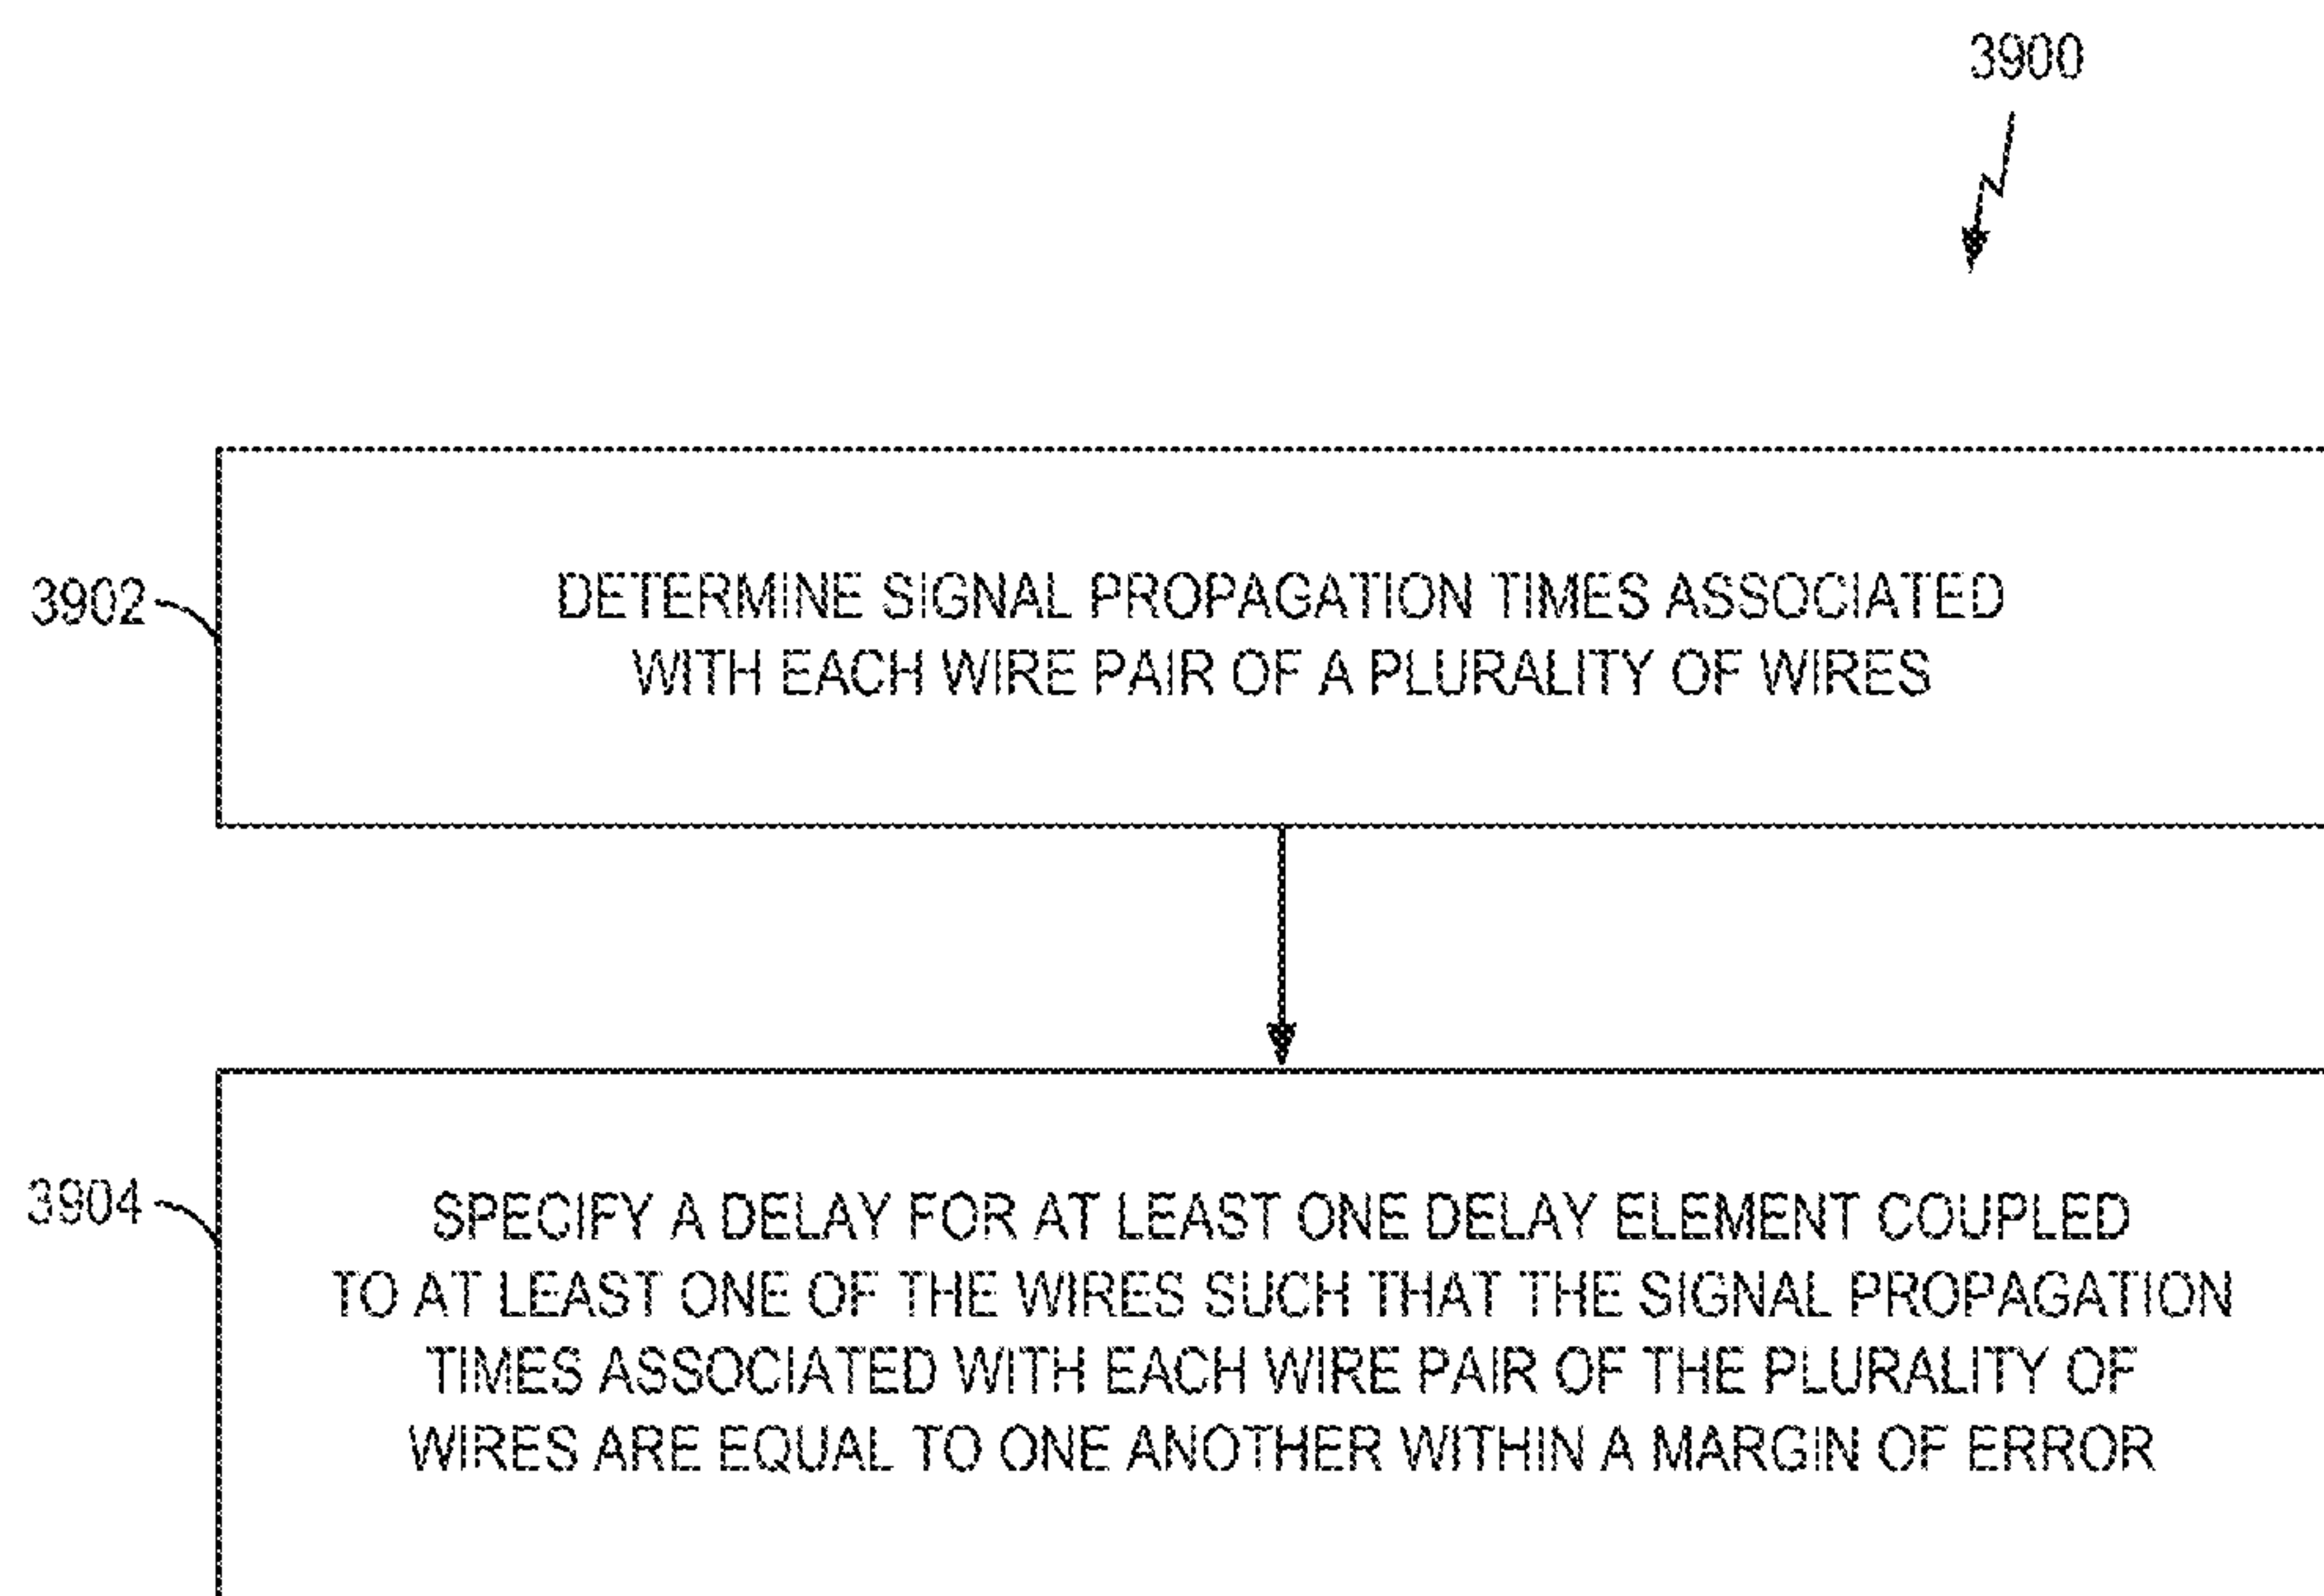 3900
3902
DETERMINE SIGNAL PROPAGATION TIMES ASSOCIATED
WITH EACH WIRE PAIR OF A PLURALITY OF WIRES
3904
SPECIFY A DELAY FOR AT LEAST ONE DELAY ELEMENT COUPLED
TO AT LEAST ONE OF THE WIRES SUCH THAT THE SIGNAL PROPAGATION
TIMES ASSOCIATED WITH EACH WIRE PAIR OF THE PLURALITY OF
WIRES ARE EQUAL TO ONE ANOTHER WITHIN A MARGIN OF ERROR